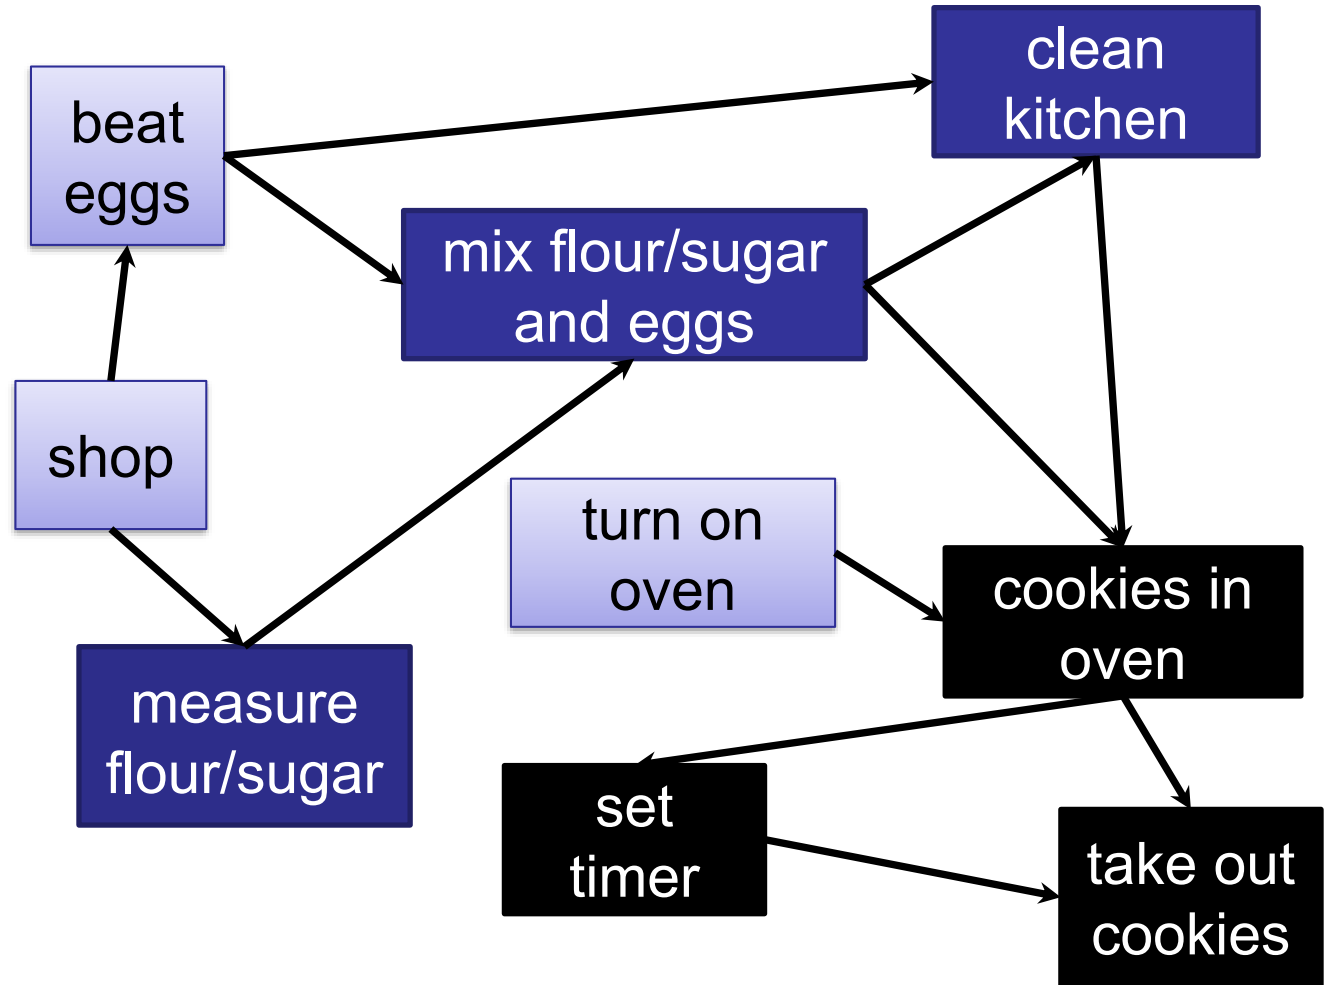 clean
kitchen
beat
eggs
mix flour/sugar
and eggs
shop
turn on
oven
cookies in
oven
measure
flour/sugar
set
timer
take out
cookies